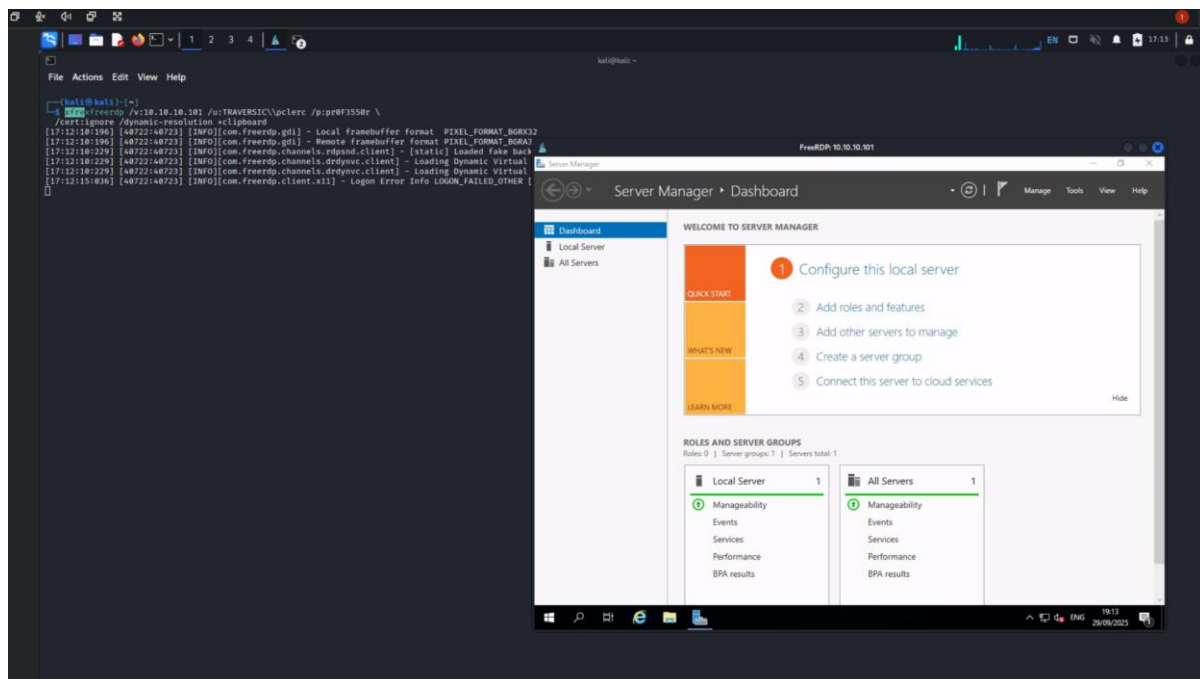 1
1 2 3 4
EN 17:13
kali@kali: ~
File Actions Edit View Help
(kali㉿kali)-[~]
$ xfrexfreerdp /v:10.10.10.101 /u:TRAVERSIC\\pclerc /p:pr0F3550r \
/cert:ignore /dynamic-resolution +clipboard
[17:12:10:196] [40722:40723] [INFO][com.freerdp.gdi] - Local framebuffer format PIXEL_FORMAT_BGRX32
[17:12:10:196] [40722:40723] [INFO][com.freerdp.gdi] - Remote framebuffer format PIXEL_FORMAT_BGRA3
[17:12:10:229] [40722:40723] [INFO][com.freerdp.channels.rdpsnd.client] - [static] Loaded fake back
[17:12:10:229] [40722:40723] [INFO][com.freerdp.channels.drdynvc.client] - Loading Dynamic Virtual
[17:12:10:229] [40722:40723] [INFO][com.freerdp.channels.drdynvc.client] - Loading Dynamic Virtual
[17:12:15:036] [40722:40723] [INFO][com.freerdp.client.x11] - Logon Error Info LOGON_FAILED_OTHER [
FreeRDP: 10.10.10.101
Server Manager
Server Manager • Dashboard
Manage Tools View Help
Dashboard
Local Server
All Servers
WELCOME TO SERVER MANAGER
QUICK START
WHAT'S NEW
LEARN MORE
1 Configure this local server
2 Add roles and features
3 Add other servers to manage
4 Create a server group
5 Connect this server to cloud services
Hide
ROLES AND SERVER GROUPS
Roles: 0 | Server groups: 1 | Servers total: 1
Local Server 1
Manageability
Events
Services
Performance
BPA results
All Servers 1
Manageability
Events
Services
Performance
BPA results
ENG
19:13
29/09/2025